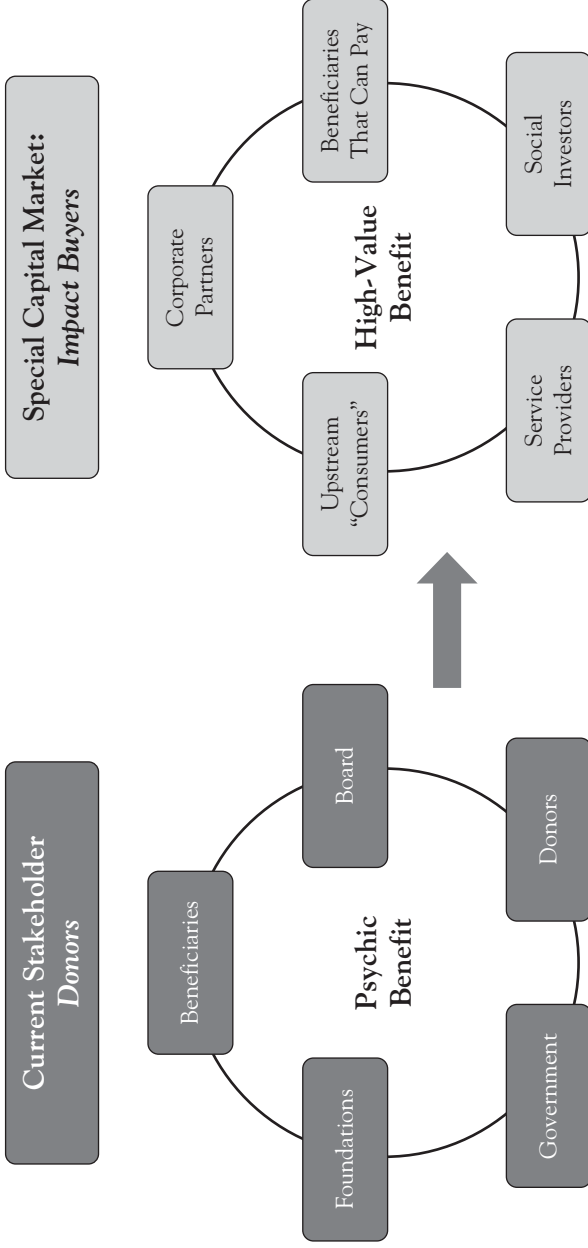 Current Stakeholder
Donors
Beneficiaries
Foundations
Board
Psychic
Benefit
Government
Donors
Special Capital Market:
Impact Buyers
Corporate
Partners
Upstream
“Consumers”
Beneficiaries
That Can Pay
High-Value
Benefit
Service
Providers
Social
Investors